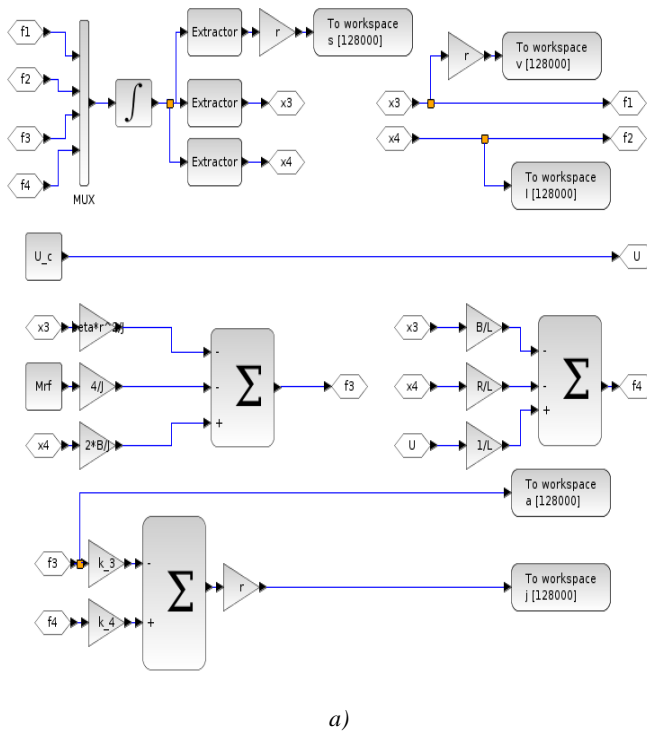 f1
f2
f3
f4
MUX
∫
Extractor
Extractor
Extractor
r
To workspace
s [128000]
x3
x4
r
To workspace
v [128000]
x3
f1
x4
f2
To workspace
I [128000]
U_c
U
x3
Mrf
4/J
x4
2*B/J
-
-
+
Σ
f3
x3
B/L
x4
R/L
U
1/L
-
-
+
Σ
f4
To workspace
a [128000]
f3
k_3
f4
k_4
-
+
Σ
r
To workspace
j [128000]
a)